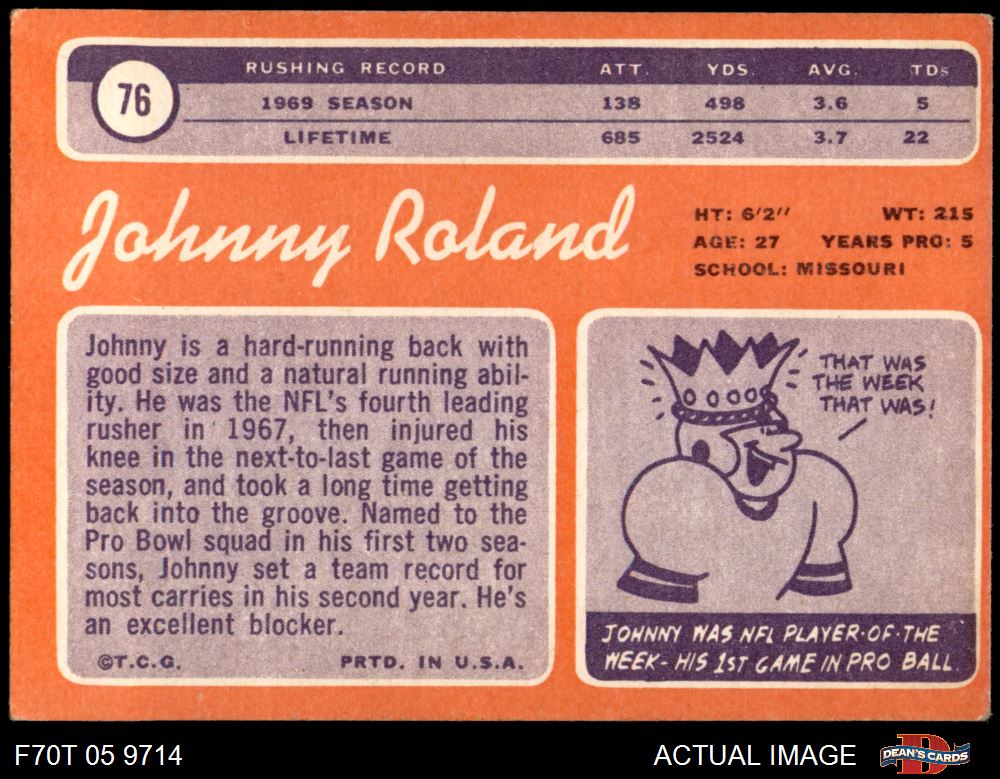 76
RUSHING RECORD ATT. YDS. AVG. TDs
1969 SEASON 138 498 3.6 5
LIFETIME 685 2524 3.7 22
Johnny Roland
HT: 6'2'' WT: 215
AGE: 27 YEARS PRO: 5
SCHOOL: MISSOURI
Johnny is a hard-running back with
good size and a natural running abil-
ity. He was the NFL's fourth leading
rusher in 1967, then injured his
knee in the next-to-last game of the
season, and took a long time getting
back into the groove. Named to the
Pro Bowl squad in his first two sea-
sons, Johnny set a team record for
most carries in his second year. He's
an excellent blocker.
©T.C.G. PRTD. IN U.S.A.
THAT WAS
THE WEEK
THAT WAS!
JOHNNY WAS NFL PLAYER-OF-THE
WEEK- HIS 1ST GAME IN PRO BALL.
F70T 05 9714 ACTUAL IMAGE DEAN'S CARDS